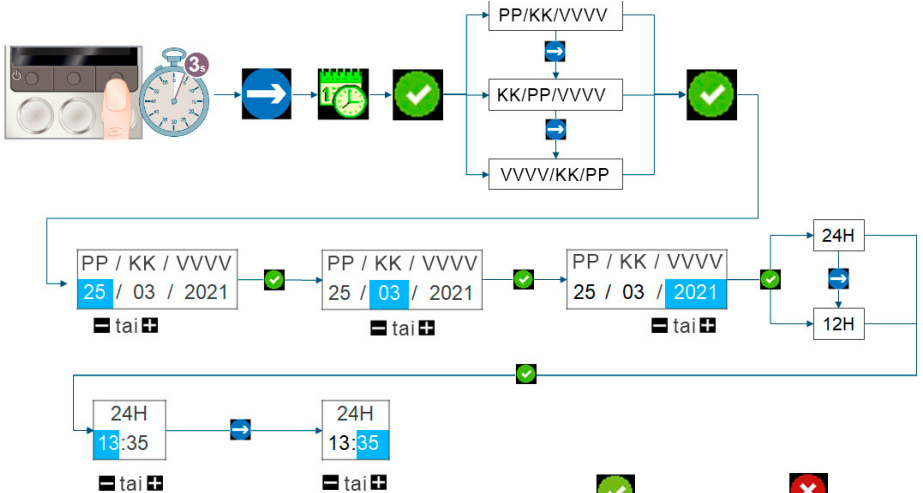 PP/KK/VVVV
3s
KK/PP/VVVV
VVVV/KK/PP
PP / KK / VVVV
25 / 03 / 2021
tai
PP / KK / VVVV
25 / 03 / 2021
tai
PP / KK / VVVV
25 / 03 / 2021
tai
24H
12H
24H
13:35
tai
24H
13:35
tai